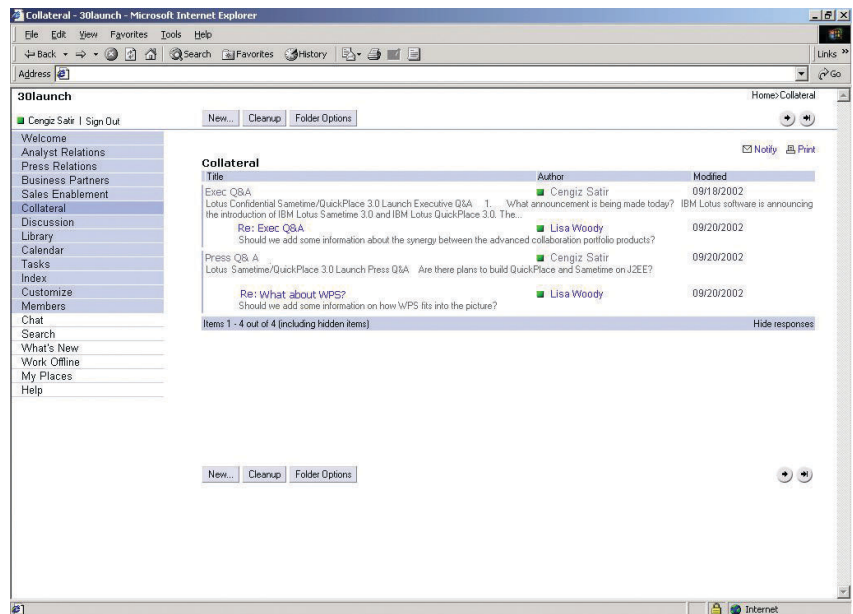 Collateral - 30launch - Microsoft Internet Explorer
File Edit View Favorites Tools Help
Back Search Favorites History Links »
Address Go
30launch Home>Collateral
Cengiz Satir | Sign Out New... Cleanup Folder Options
Welcome
Analyst Relations
Press Relations
Business Partners
Sales Enablement
Collateral
Discussion
Library
Calendar
Tasks
Index
Customize
Members
Chat
Search
What's New
Work Offline
My Places
Help
Notify Print
Collateral
Title Author Modified
Exec Q&A Cengiz Satir 09/18/2002
Lotus Confidential Sametime/QuickPlace 3.0 Launch Executive Q&A 1. What announcement is being made today? IBM Lotus software is announcing
the introduction of IBM Lotus Sametime 3.0 and IBM Lotus QuickPlace 3.0. The...
Re: Exec Q&A Lisa Woody 09/20/2002
Should we add some information about the synergy between the advanced collaboration portfolio products?
Press Q& A Cengiz Satir 09/20/2002
Lotus Sametime/QuickPlace 3.0 Launch Press Q&A Are there plans to build QuickPlace and Sametime on J2EE?
Re: What about WPS? Lisa Woody 09/20/2002
Should we add some information on how WPS fits into the picture?
Items 1 - 4 out of 4 (including hidden items) Hide responses
New... Cleanup Folder Options
Internet